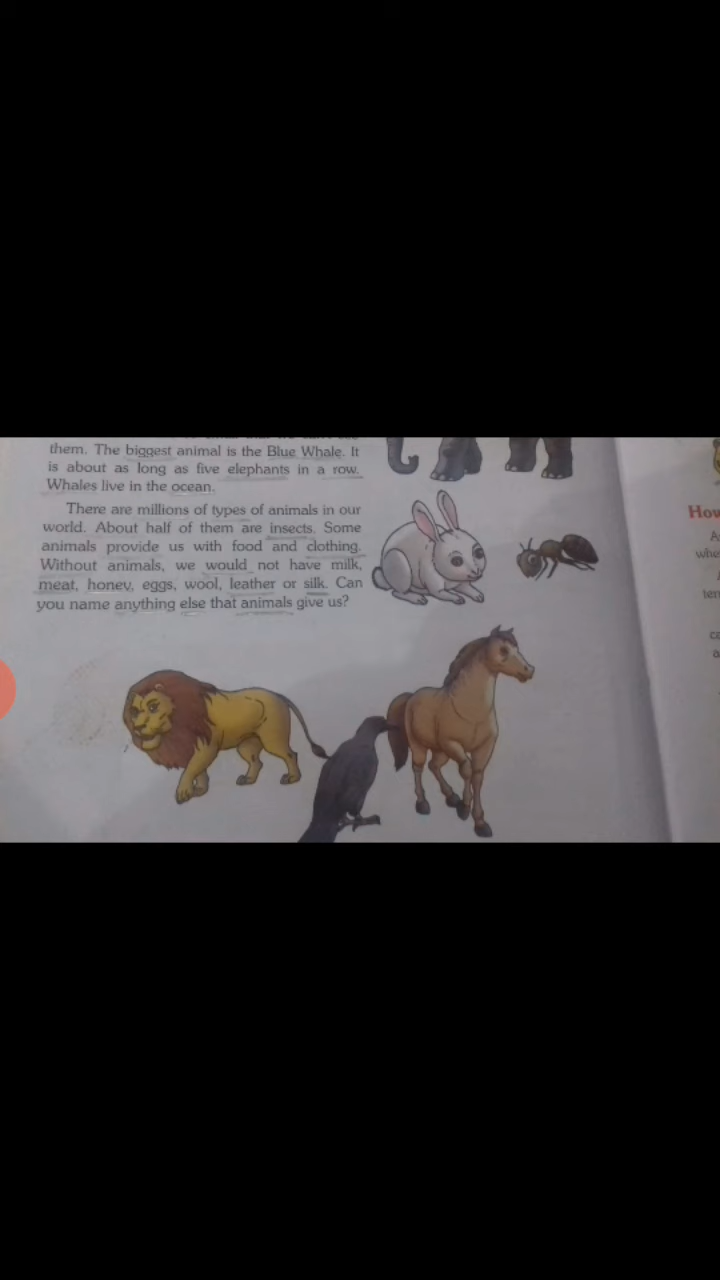 them. The biggest animal is the Blue Whale. It
is about as long as five elephants in a row.
Whales live in the ocean.
There are millions of types of animals in our
world. About half of them are insects. Some
animals provide us with food and clothing.
Without animals, we would not have milk,
meat, honey, eggs, wool, leather or silk. Can
you name anything else that animals give us?
How